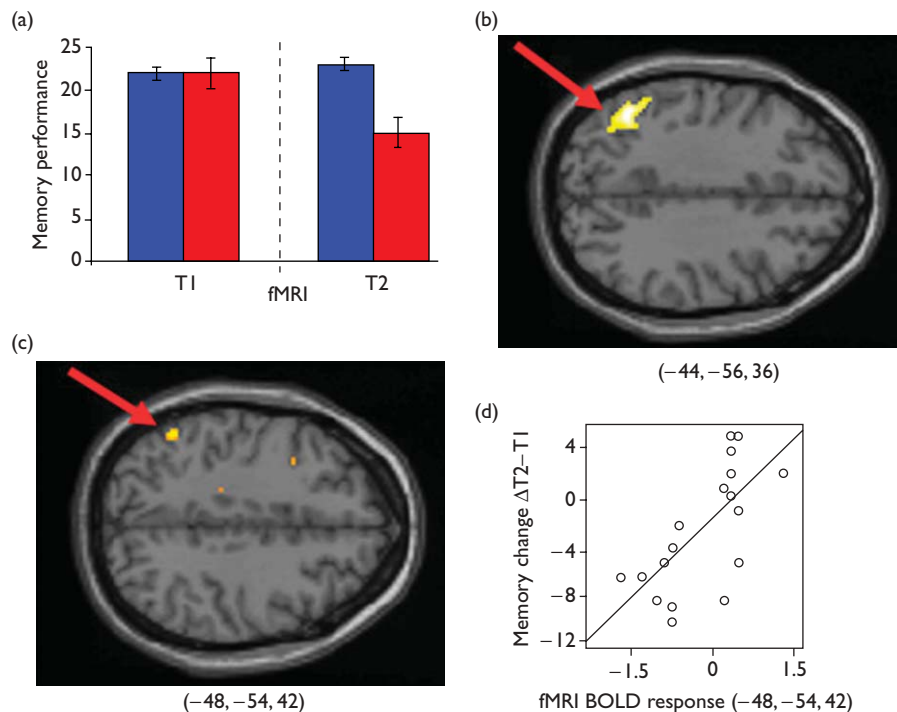 (a)
Memory performance
25
20
15
10
5
0
T1
fMRI
T2
(b)
(−44, −56, 36)
(c)
(−48, −54, 42)
(d)
Memory change ΔT2−T1
4
0
−4
−8
−12
−1.5
0
1.5
fMRI BOLD response (−48, −54, 42)